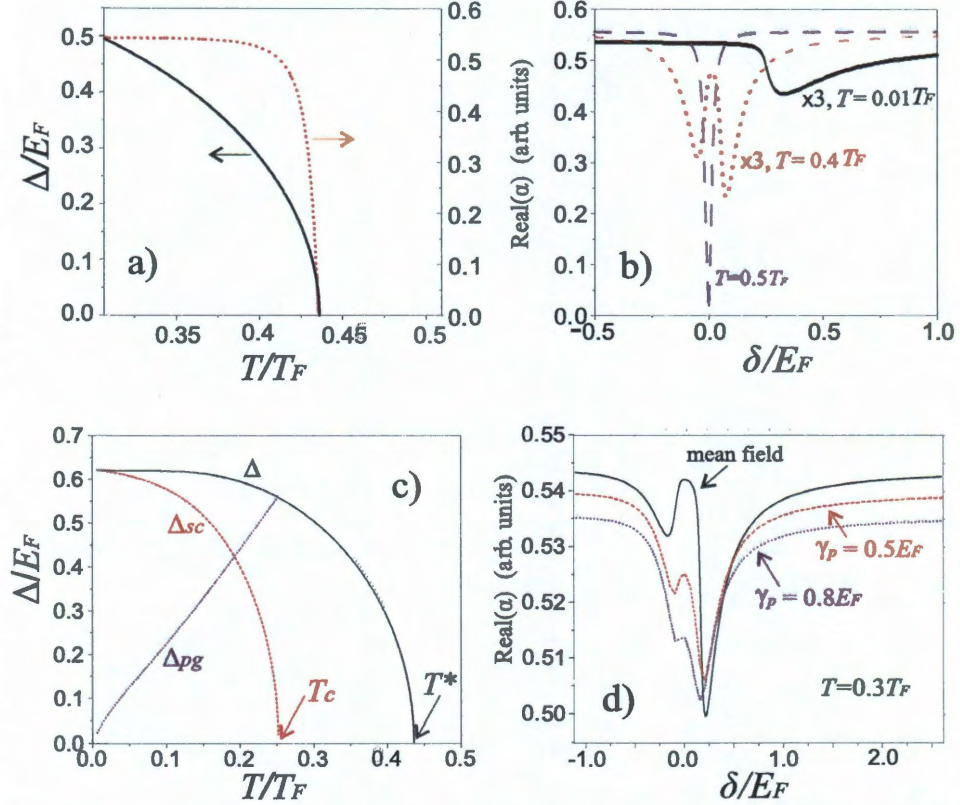 0.5
0.4
0.3
0.2
0.1
0.0
Δ/E_F
0.35
0.4
0.45
0.5
T/T_F
0.6
0.5
0.4
0.3
0.2
0.1
0.0
a)
0.6
0.5
0.4
0.3
0.2
0.1
0.0
Real(α) (arb. units)
-0.5
0.0
0.5
1.0
δ/E_F
x3, T = 0.01T_F
x3, T = 0.4 T_F
T=0.5T_F
b)
0.7
0.6
0.5
0.4
0.3
0.2
0.1
0.0
Δ/E_F
0.0
0.1
0.2
0.3
0.4
0.5
T/T_F
Δ
Δsc
Δpg
Tc
T*
c)
0.55
0.54
0.53
0.52
0.51
0.50
Real(α) (arb. units)
-1.0
0.0
1.0
2.0
δ/E_F
mean field
γ_P = 0.5E_F
γ_P = 0.8E_F
T=0.3T_F
d)